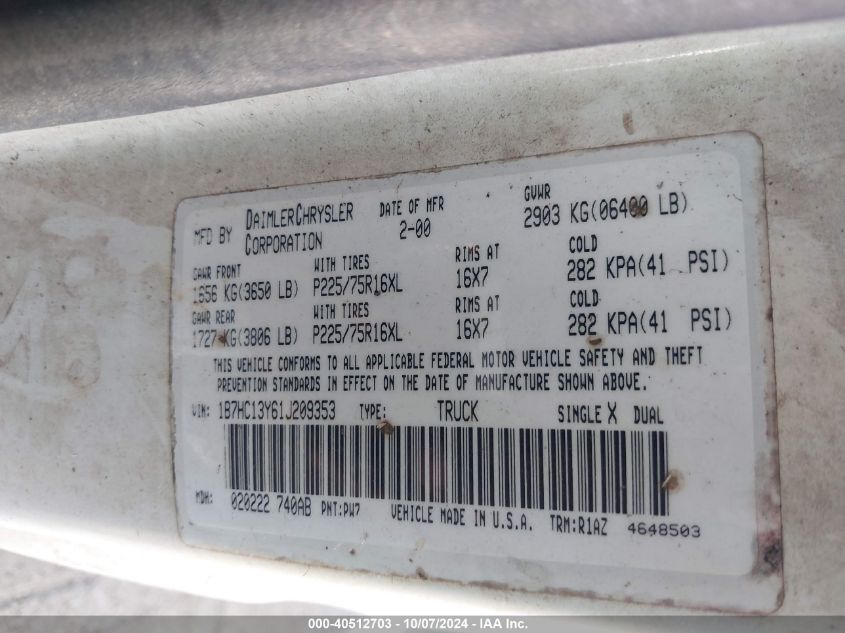 MFD BY DAIMLERCHRYSLER CORPORATION DATE OF MFR 2-00 GVWR 2903 KG(06400 LB)
GAWR FRONT WITH TIRES RIMS AT COLD
1656 KG(3650 LB) P225/75R16XL 16X7 282 KPA(41 PSI)
GAWR REAR WITH TIRES RIMS AT COLD
1727 KG(3806 LB) P225/75R16XL 16X7 282 KPA(41 PSI)
THIS VEHICLE CONFORMS TO ALL APPLICABLE FEDERAL MOTOR VEHICLE SAFETY AND THEFT
PREVENTION STANDARDS IN EFFECT ON THE DATE OF MANUFACTURE SHOWN ABOVE.
VIN: 1B7HC13Y61J209353 TYPE: TRUCK SINGLE X DUAL
MDH: 020222 740AB PNT:PW7 VEHICLE MADE IN U.S.A. TRM:R1AZ 4648503
000-40512703 - 10/07/2024 - IAA Inc.